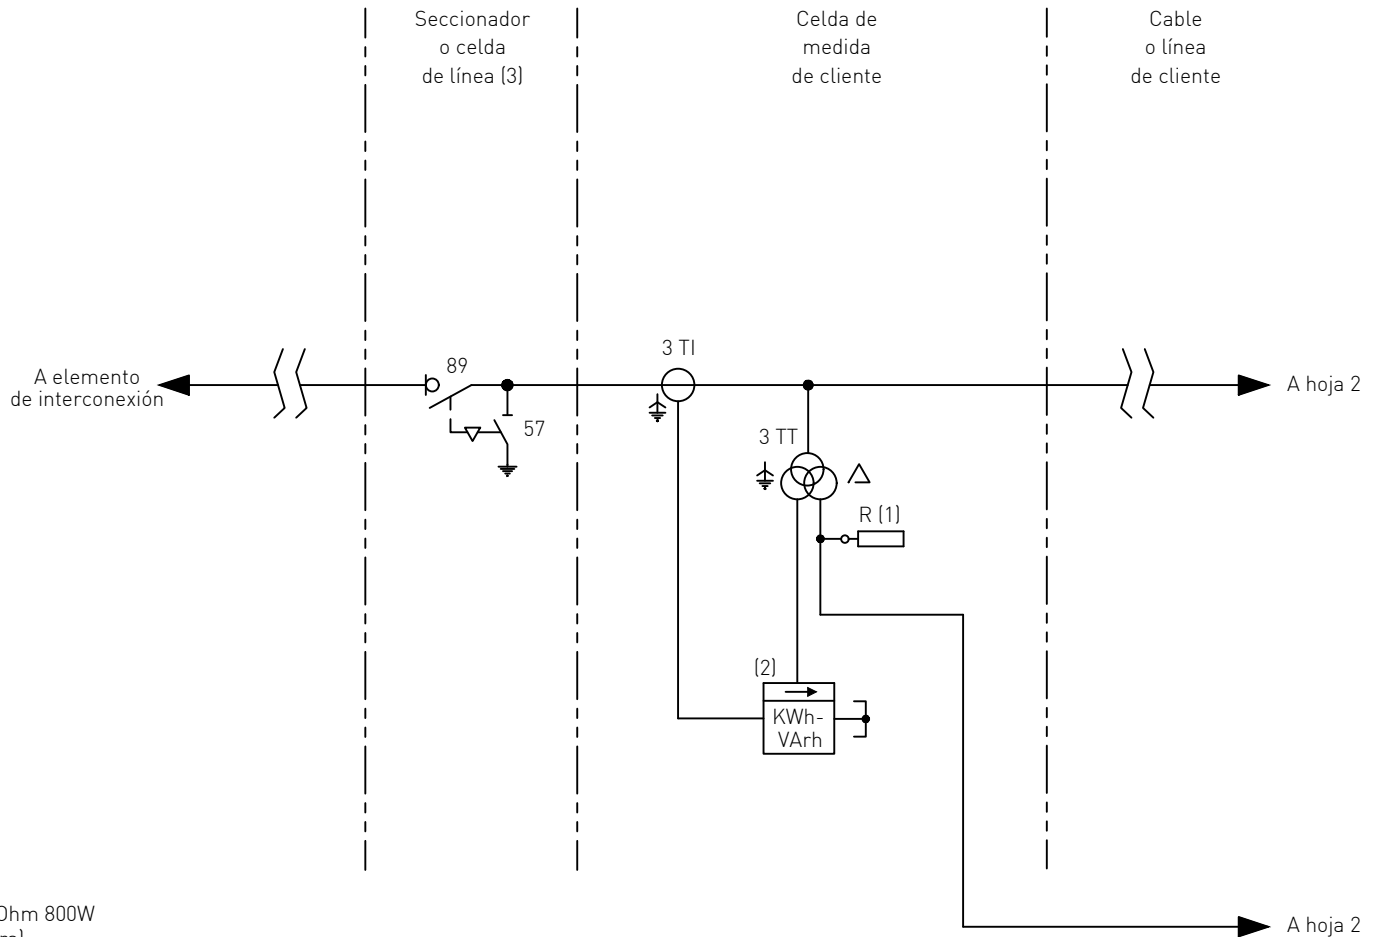 Seccionador
o celda
de línea (3)
Celda de
medida
de cliente
Cable
o línea
de cliente
A elemento
de interconexión
89
57
3 TI
3 TT
R (1)
(2)
KWh-
VArh
A hoja 2
Ohm 800W
A hoja 2